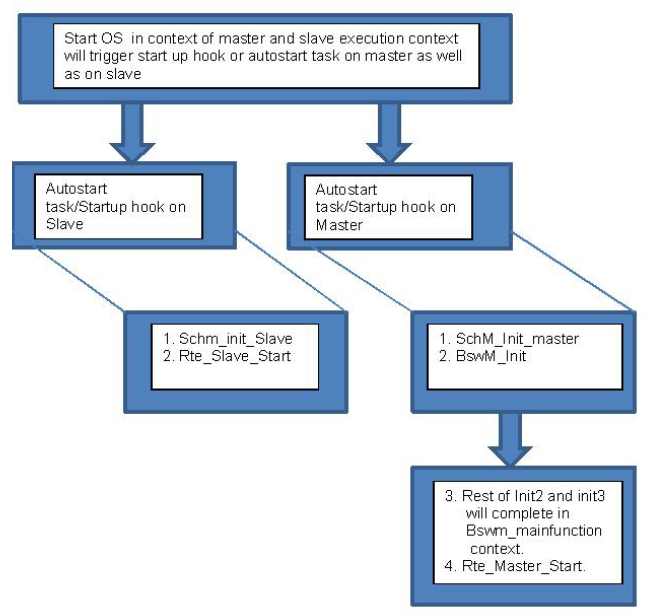 Start OS in context of master and slave execution context
will trigger start up hook or autostart task on master as well
as on slave
Autostart
task/Startup hook on
Slave
Autostart
task/Startup hook on
Master
1. Schm_init_Slave
2. Rte_Slave_Start
1. SchM_Init_master
2. BswM_Init
3. Rest of Init2 and init3
will complete in
Bswm_mainfunction
context.
4. Rte_Master_Start.